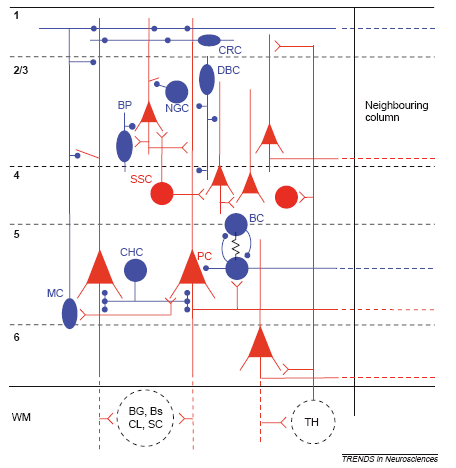 1
CRC
2/3
DBC
BP
NGC
Neighbouring
column
4
SSC
5
BC
CHC
PC
MC
6
WM
BG, Bs
CL, SC
TH
TRENDS in Neurosciences